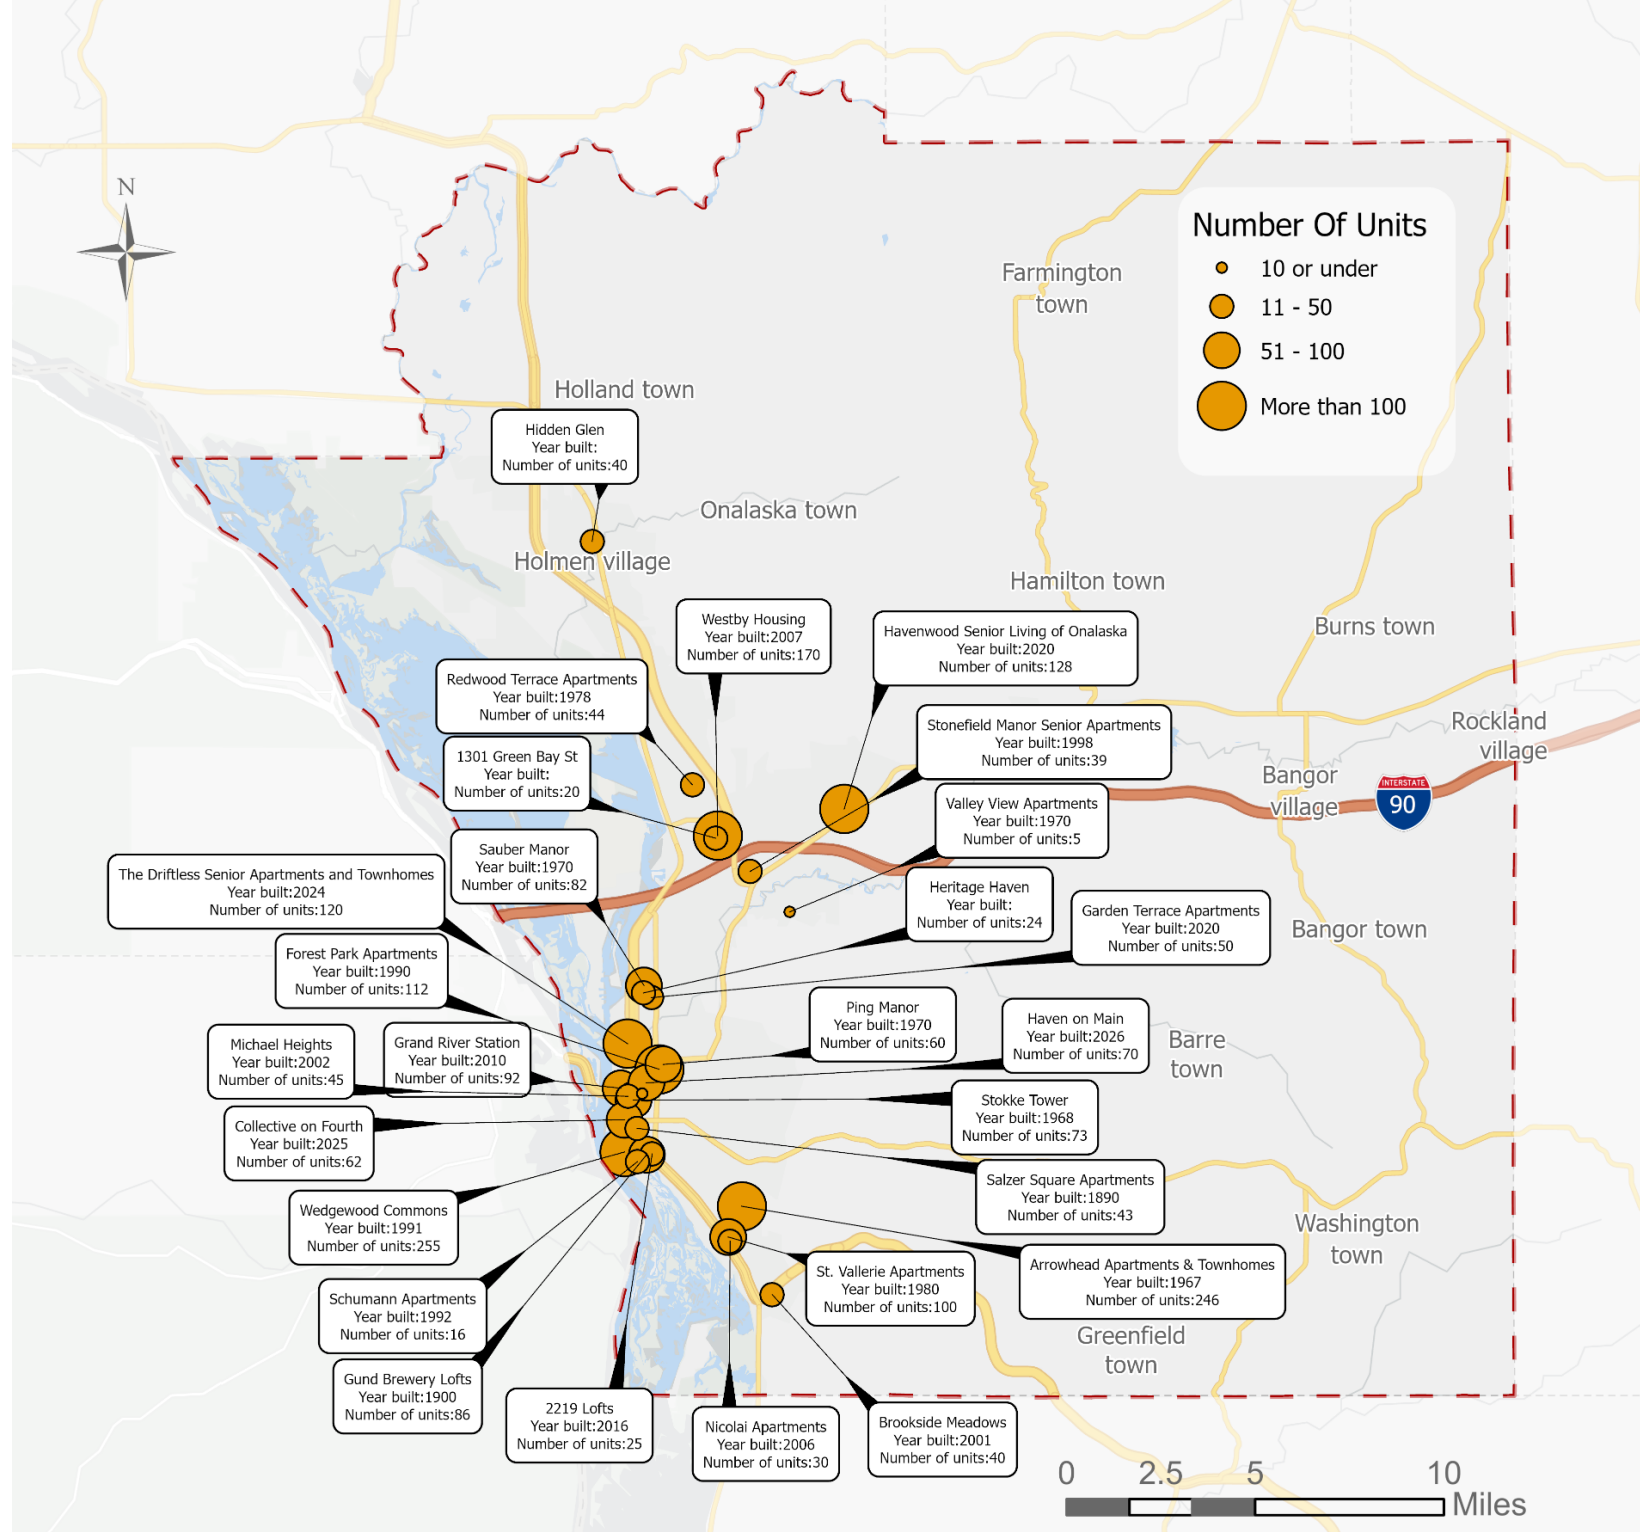 N
Number Of Units
10 or under
11 - 50
51 - 100
More than 100
Farmington
town
Holland town
Hidden Glen
Year built:
Number of units:40
Onalaska town
Holmen village
Hamilton town
Burns town
Westby Housing
Year built:2007
Number of units:170
Havenwood Senior Living of Onalaska
Year built:2020
Number of units:128
Redwood Terrace Apartments
Year built:1978
Number of units:44
Stonefield Manor Senior Apartments
Year built:1998
Number of units:39
Rockland
village
1301 Green Bay St
Year built:
Number of units:20
Bangor
village
INTERSTATE
90
Valley View Apartments
Year built:1970
Number of units:5
Sauber Manor
Year built:1970
Number of units:82
The Driftless Senior Apartments and Townhomes
Year built:2024
Number of units:120
Heritage Haven
Year built:
Number of units:24
Garden Terrace Apartments
Year built:2020
Number of units:50
Bangor town
Forest Park Apartments
Year built:1990
Number of units:112
Ping Manor
Year built:1970
Number of units:60
Haven on Main
Year built:2026
Number of units:70
Barre
town
Michael Heights
Year built:2002
Number of units:45
Grand River Station
Year built:2010
Number of units:92
Stokke Tower
Year built:1968
Number of units:73
Collective on Fourth
Year built:2025
Number of units:62
Salzer Square Apartments
Year built:1890
Number of units:43
Wedgewood Commons
Year built:1991
Number of units:255
Washington
town
Arrowhead Apartments & Townhomes
Year built:1967
Number of units:246
St. Vallerie Apartments
Year built:1980
Number of units:100
Schumann Apartments
Year built:1992
Number of units:16
Greenfield
town
Gund Brewery Lofts
Year built:1900
Number of units:86
2219 Lofts
Year built:2016
Number of units:25
Nicolai Apartments
Year built:2006
Number of units:30
Brookside Meadows
Year built:2001
Number of units:40
0 2.5 5 10
Miles